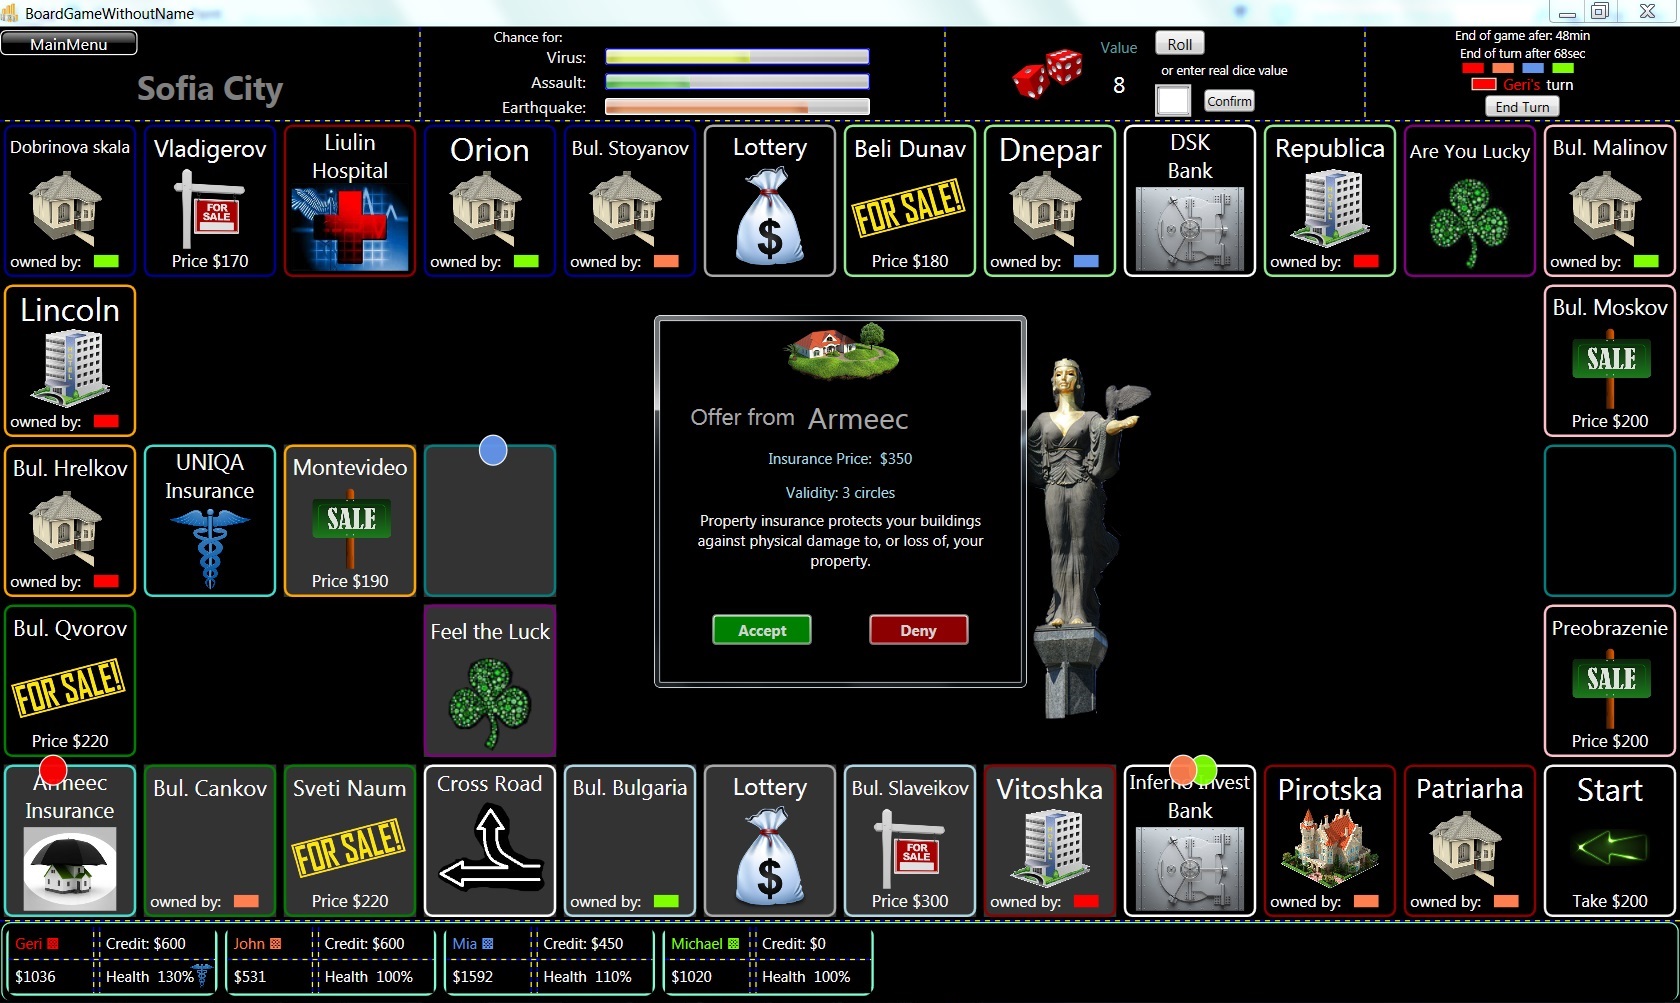 BoardGameWithoutName
MainMenu
Sofia City
Chance for:
Virus:
Assault:
Earthquake:
Value
8
Roll
or enter real dice value
Confirm
End of game afer: 48min
End of turn after 68sec
Geri's turn
End Turn
Dobrinova skala
owned by:
Vladigerov
FOR
SALE
Price $170
Liulin
Hospital
Orion
owned by:
Bul. Stoyanov
owned by:
Lottery
$
Beli Dunav
FOR SALE!
Price $180
Dnepar
owned by:
DSK
Bank
Republica
owned by:
Are You Lucky
Bul. Malinov
owned by:
Lincoln
owned by:
Bul. Moskov
SALE
Price $200
Offer from Armeec
Insurance Price: $350
Validity: 3 circles
Property insurance protects your buildings
against physical damage to, or loss of, your
property.
Accept
Deny
Bul. Hrelkov
owned by:
UNIQA
Insurance
Montevideo
SALE
Price $190
Bul. Qvorov
FOR SALE!
Price $220
Feel the Luck
Preobrazenie
SALE
Price $200
Armeec
Insurance
Bul. Cankov
owned by:
Sveti Naum
FOR SALE!
Price $220
Cross Road
Bul. Bulgaria
owned by:
Lottery
$
Bul. Slaveikov
FOR
SALE
Price $300
Vitoshka
owned by:
Inferno Invest
Bank
Pirotska
owned by:
Patriarha
owned by:
Start
Take $200
Geri
Credit: $600
$1036
Health 130%
John
Credit: $600
$531
Health 100%
Mia
Credit: $450
$1592
Health 110%
Michael
Credit: $0
$1020
Health 100%